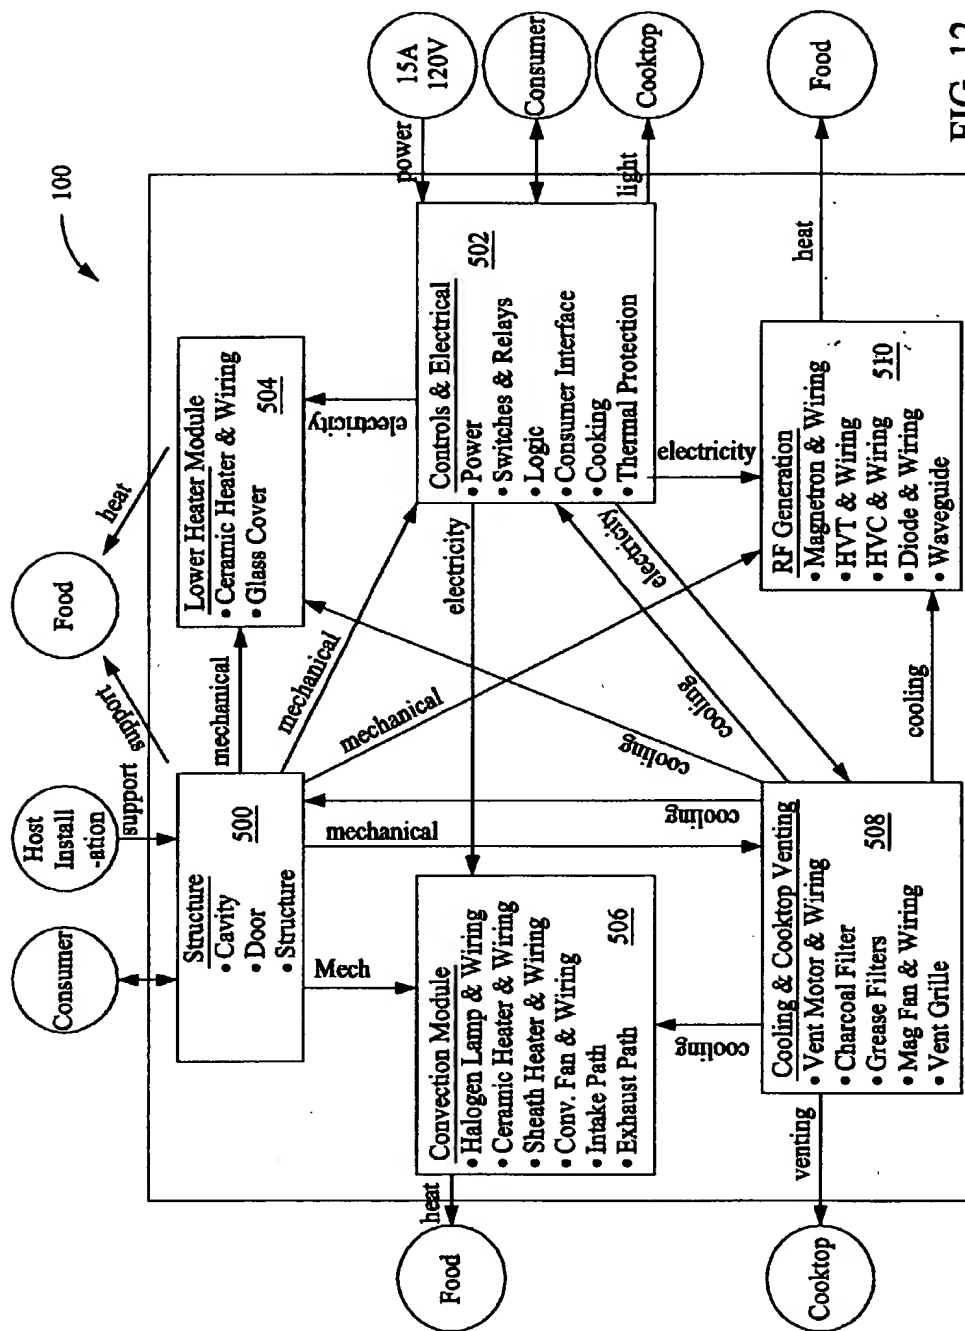 100
Consumer
Host
Install
-ation
support
Food
support
heat
Structure
• Cavity
• Door
• Structure
500
mechanical
Lower Heater Module
• Ceramic Heater & Wiring
• Glass Cover
504
Mech
mechanical
cooling
mechanical
mechanical
electricity
electricity
Convection Module
• Halogen Lamp & Wiring
• Ceramic Heater & Wiring
• Sheath Heater & Wiring
• Conv. Fan & Wiring
• Intake Path
• Exhaust Path
506
heat
Food
Controls & Electrical
• Power
• Switches & Relays
• Logic
• Consumer Interface
• Cooking
• Thermal Protection
502
power
15A
120V
Consumer
light
Cooktop
cooling
cooling
cooling
electricity
electricity
Cooling & Cooktop Venting
• Vent Motor & Wiring
• Charcoal Filter
• Grease Filters
• Mag Fan & Wiring
• Vent Grille
508
venting
Cooktop
cooling
RF Generation
• Magnetron & Wiring
• HVT & Wiring
• HVC & Wiring
• Diode & Wiring
• Waveguide
510
heat
Food
FIG. 12